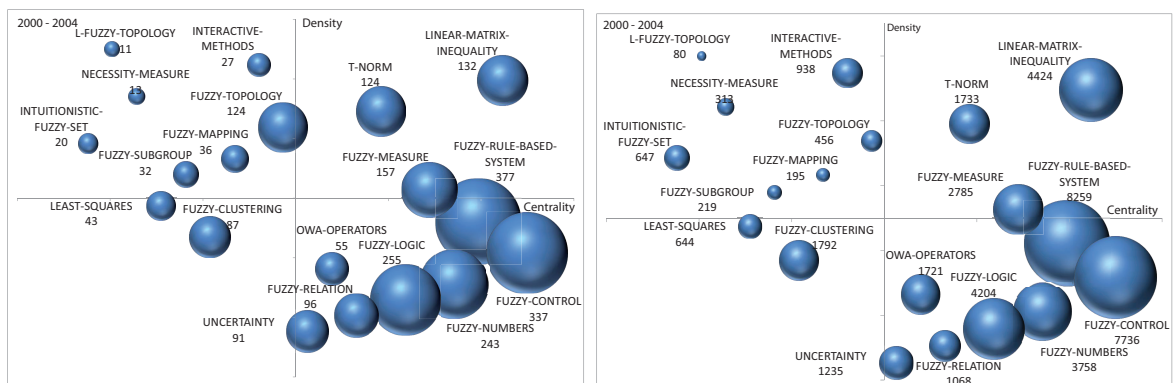 2000 - 2004
Density
L-FUZZY-TOPOLOGY
11
INTERACTIVE-
METHODS
27
LINEAR-MATRIX-
INEQUALITY
132
NECESSITY-MEASURE
13
T-NORM
124
FUZZY-TOPOLOGY
124
INTUITIONISTIC-
FUZZY-SET
20
FUZZY-MAPPING
36
FUZZY-SUBGROUP
32
FUZZY-MEASURE
157
FUZZY-RULE-BASED-
SYSTEM
377
LEAST-SQUARES
43
FUZZY-CLUSTERING
87
Centrality
OWA-OPERATORS
55
FUZZY-LOGIC
255
FUZZY-RELATION
96
UNCERTAINTY
91
FUZZY-CONTROL
337
FUZZY-NUMBERS
243
2000 - 2004
Density
L-FUZZY-TOPOLOGY
80
INTERACTIVE-
METHODS
938
LINEAR-MATRIX-
INEQUALITY
4424
NECESSITY-MEASURE
313
T-NORM
1733
INTUITIONISTIC-
FUZZY-SET
647
FUZZY-TOPOLOGY
456
FUZZY-MAPPING
195
FUZZY-SUBGROUP
219
FUZZY-MEASURE
2785
FUZZY-RULE-BASED-
SYSTEM
8259
LEAST-SQUARES
644
FUZZY-CLUSTERING
1792
Centrality
OWA-OPERATORS
1721
FUZZY-LOGIC
4204
FUZZY-CONTROL
7736
UNCERTAINTY
1235
FUZZY-RELATION
1068
FUZZY-NUMBERS
3758